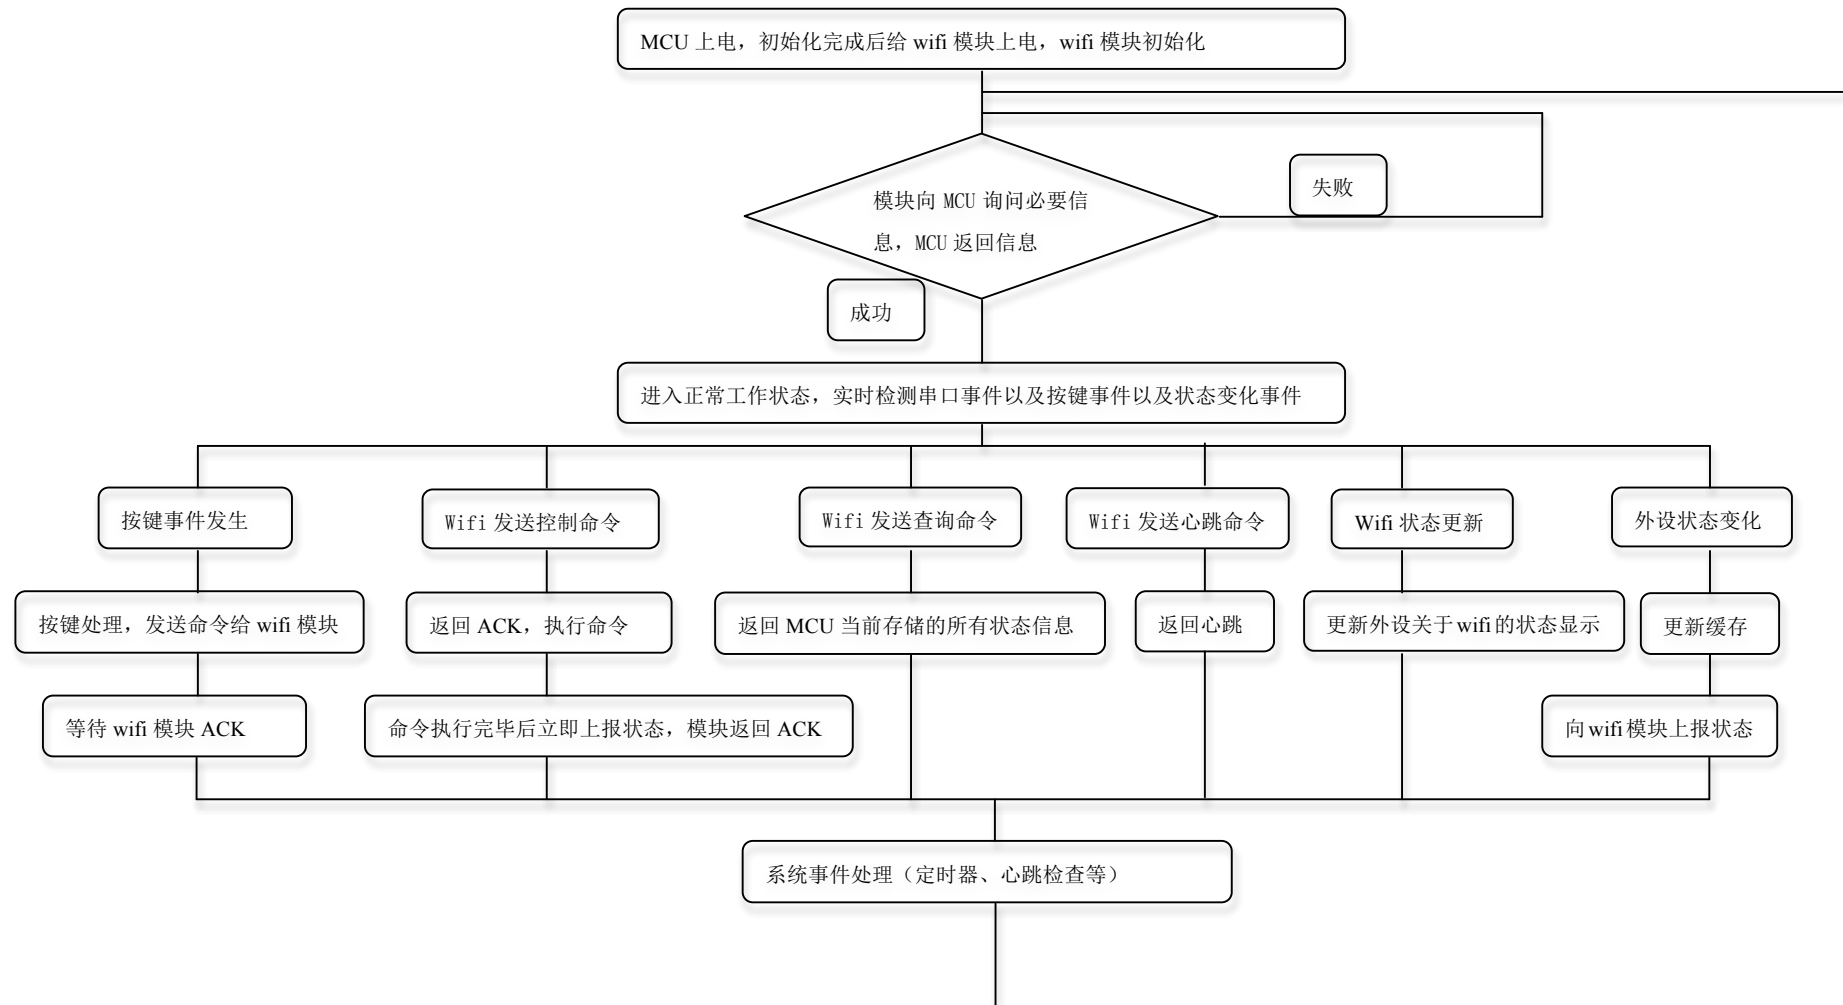 MCU 上电，初始化完成后给 wifi 模块上电，wifi 模块初始化
失败
模块向 MCU 询问必要信
息，MCU 返回信息
成功
进入正常工作状态，实时检测串口事件以及按键事件以及状态变化事件
按键事件发生
Wifi 发送控制命令
Wifi 发送查询命令
Wifi 发送心跳命令
Wifi 状态更新
外设状态变化
按键处理，发送命令给 wifi 模块
返回 ACK，执行命令
返回 MCU 当前存储的所有状态信息
返回心跳
更新外设关于 wifi 的状态显示
更新缓存
等待 wifi 模块 ACK
命令执行完毕后立即上报状态，模块返回 ACK
向 wifi 模块上报状态
系统事件处理（定时器、心跳检查等）